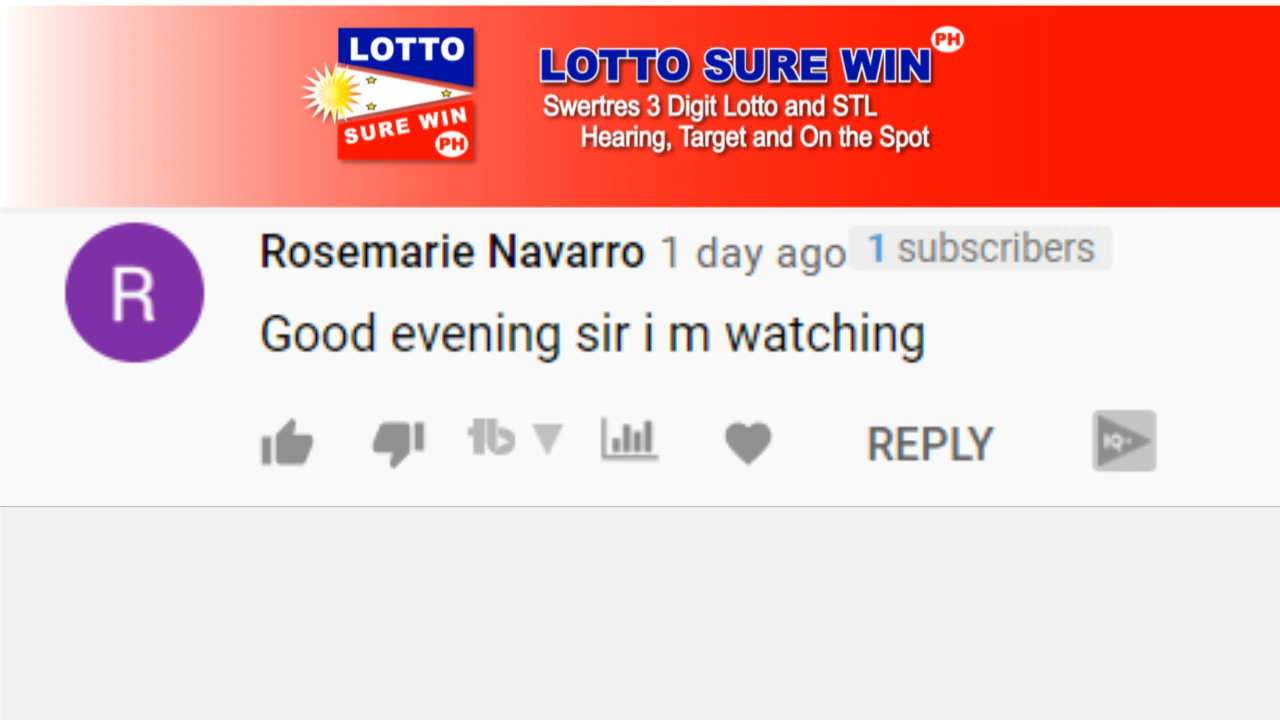 LOTTO
SURE WIN
PH
LOTTO SURE WIN PH
Swertres 3 Digit Lotto and STL
Hearing, Target and On the Spot
R
Rosemarie Navarro 1 day ago 1 subscribers
Good evening sir i m watching
REPLY
IQ